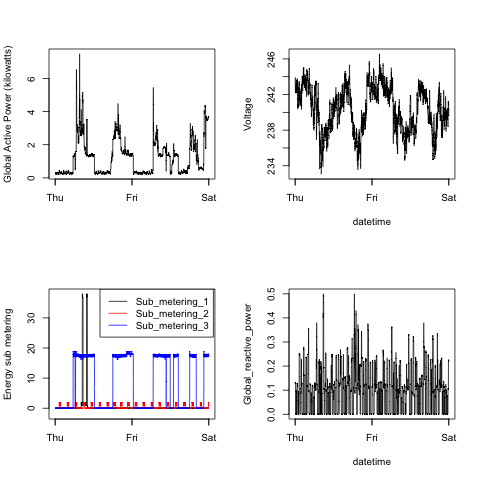 Global Active Power (kilowatts)
0 2 4 6
Thu Fri Sat
Voltage
234 238 242 246
Thu Fri Sat
datetime
Energy sub metering
0 10 20 30
Sub_metering_1
Sub_metering_2
Sub_metering_3
Thu Fri Sat
Global_reactive_power
0.0 0.1 0.2 0.3 0.4 0.5
Thu Fri Sat
datetime